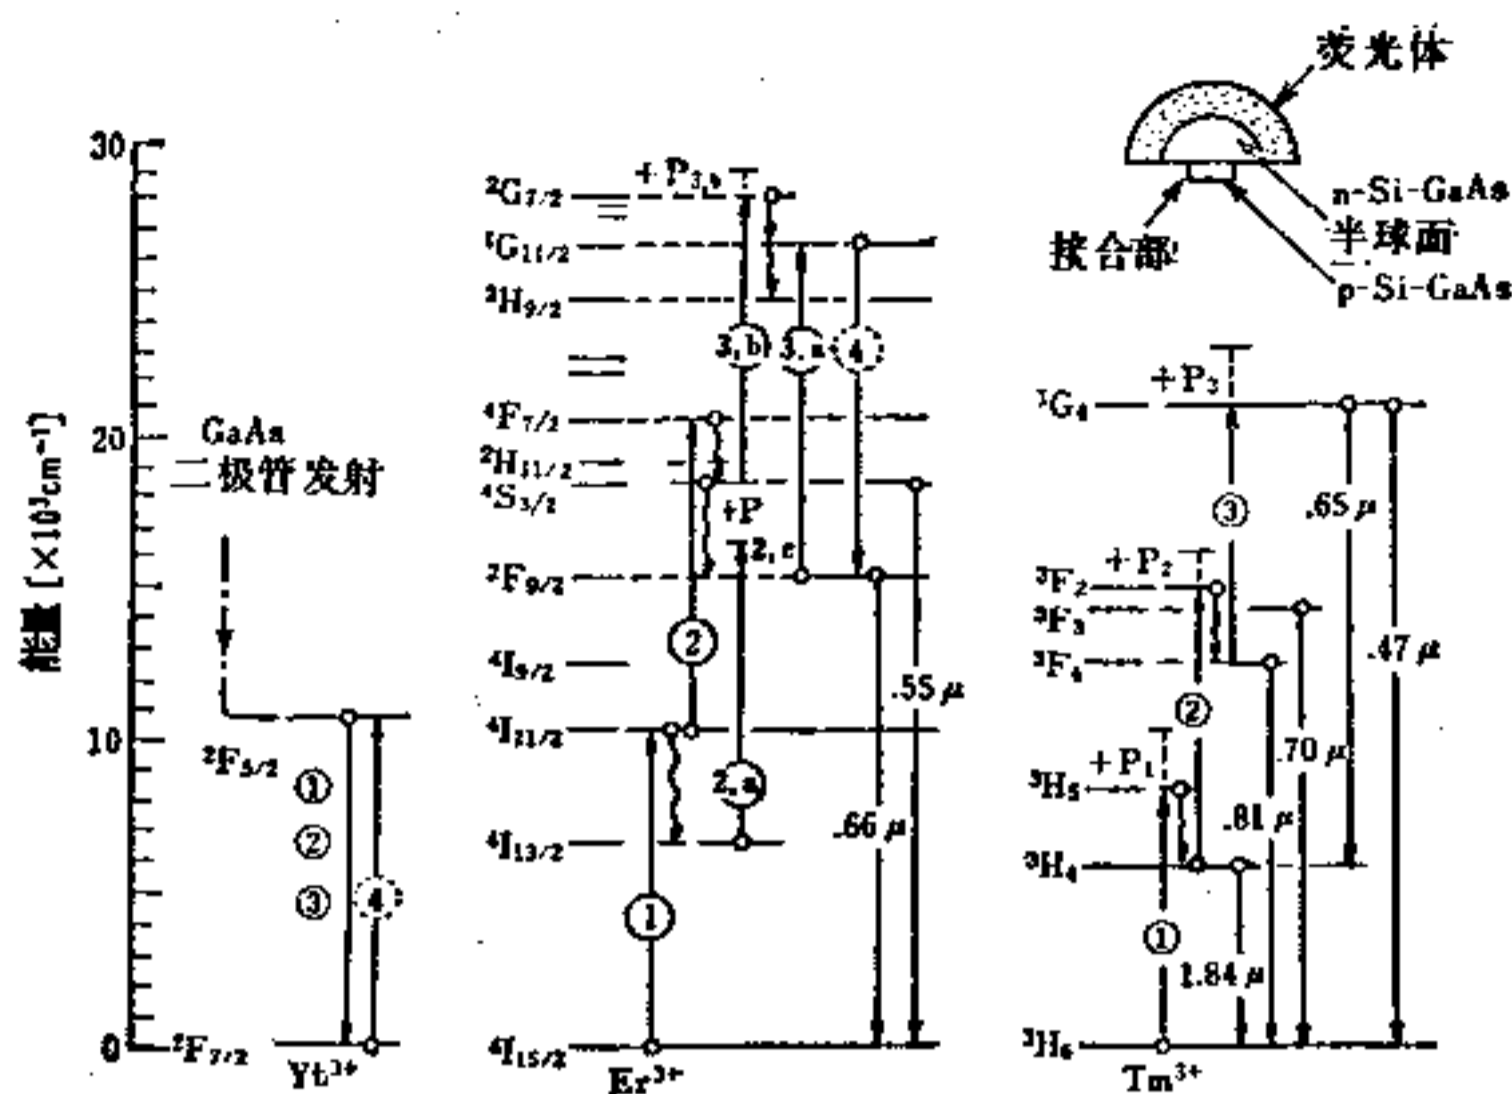 荧光体
n-Si-GaAs
半球面
p-Si-GaAs
接合部
能量 [×10³cm⁻¹]
30
20
10
0
GaAs
二极管发射
²F₅/₂
①
②
③
④
²F₇/₂
Yt³⁺
²G₇/₂
+P₃,b
⁴G₁₁/₂
²H₉/₂
3,b
3,a
④
⁴F₇/₂
²H₁₁/₂
⁴S₃/₂
+P
2,c
²F₉/₂
②
⁴I₉/₂
.55 μ
⁴I₁₁/₂
2,a
.66 μ
⁴I₁₃/₂
①
⁴I₁₅/₂
Er³⁺
+P₃
¹G₄
③
.65 μ
+P₂
³F₂
³F₃
³F₄
.47 μ
②
.70 μ
+P₁
³H₅
.81 μ
³H₄
①
1.84 μ
³H₆
Tm³⁺